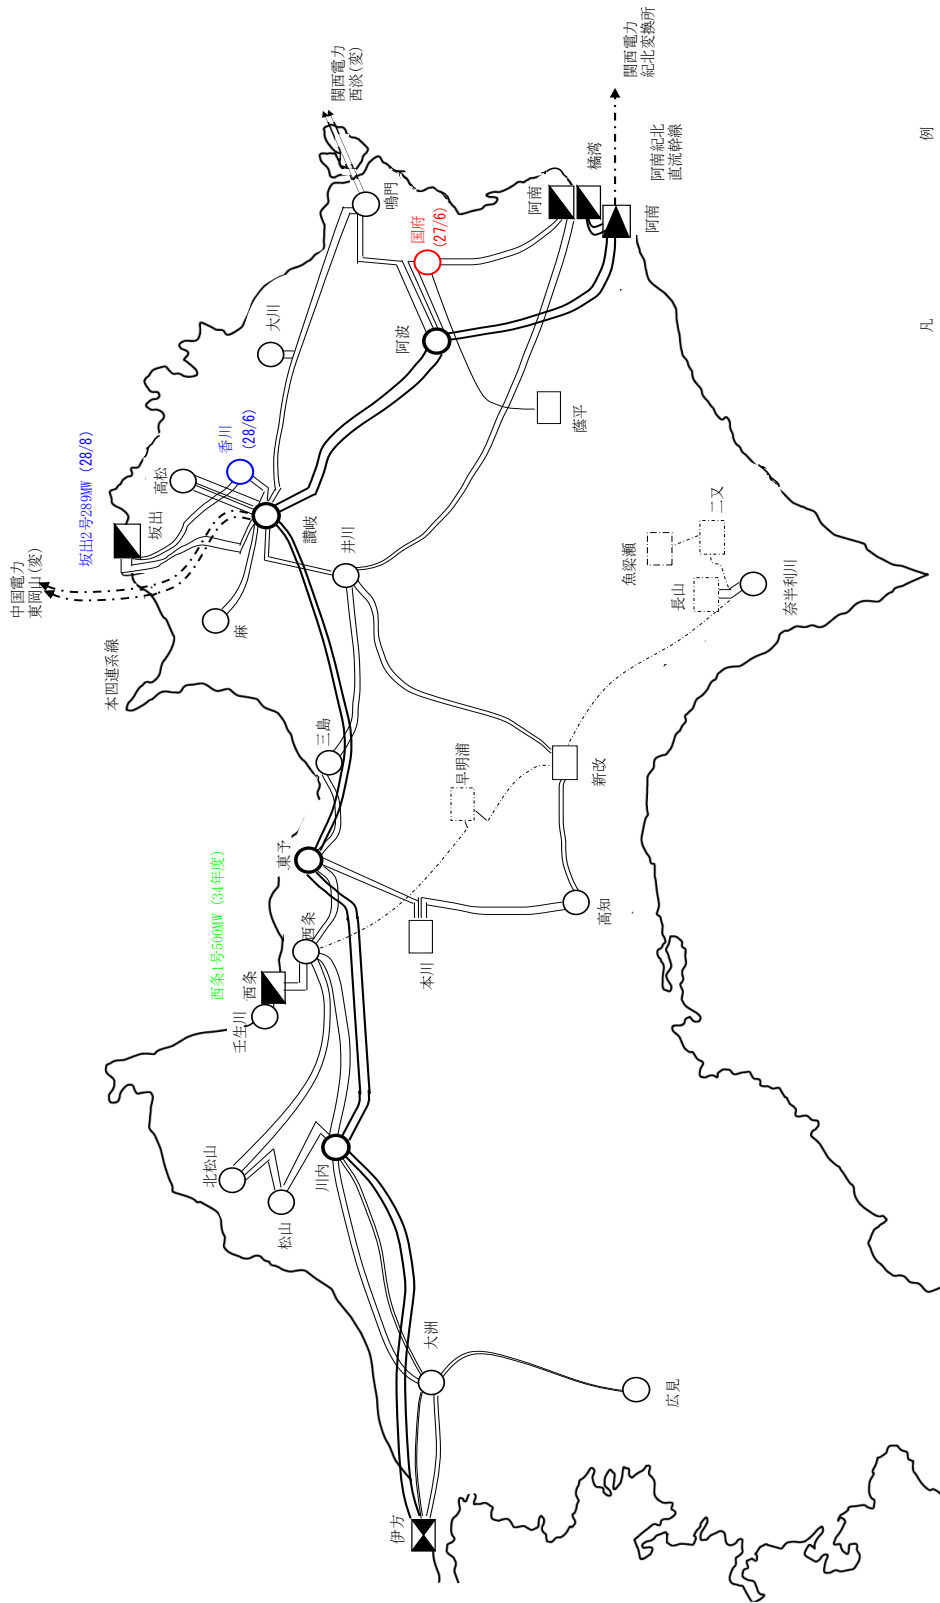 中国電力
東岡山(変)
本四連系線
坂出2号289MW (28/8)
坂出
高松
香川
(28/6)
麻
讃岐
大川
関西電力
西淡(変)
鳴門
国府
(27/6)
阿波
阿南
橘湾
阿南
阿南紀北
直流幹線
関西電力
紀北変換所
蔭平
井川
三島
東予
西条1号500MW (34年度)
西条
西条
壬生川
北松山
松山
川内
大洲
伊方
広見
本川
高知
早明浦
新改
魚梁瀬
二又
長山
奈半利川
凡 例